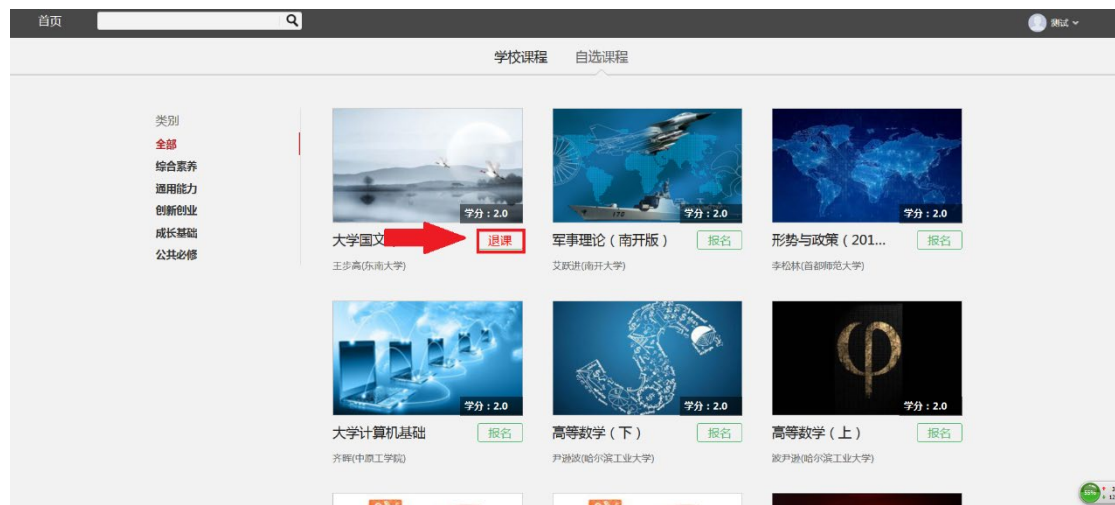 首页
测试
学校课程 自选课程
类别
全部
综合素养
通用能力
创新创业
成长基础
公共必修
学分：2.0
172
学分：2.0
学分：2.0
大学国文 退课
军事理论（南开版） 报名
形势与政策（201... 报名
王步高(东南大学)
艾跃进(南开大学)
李松林(首都师范大学)
学分：2.0
学分：2.0
φ
学分：2.0
大学计算机基础 报名
高等数学（下） 报名
高等数学（上） 报名
齐晖(中原工学院)
尹逊波(哈尔滨工业大学)
波尹逊(哈尔滨工业大学)